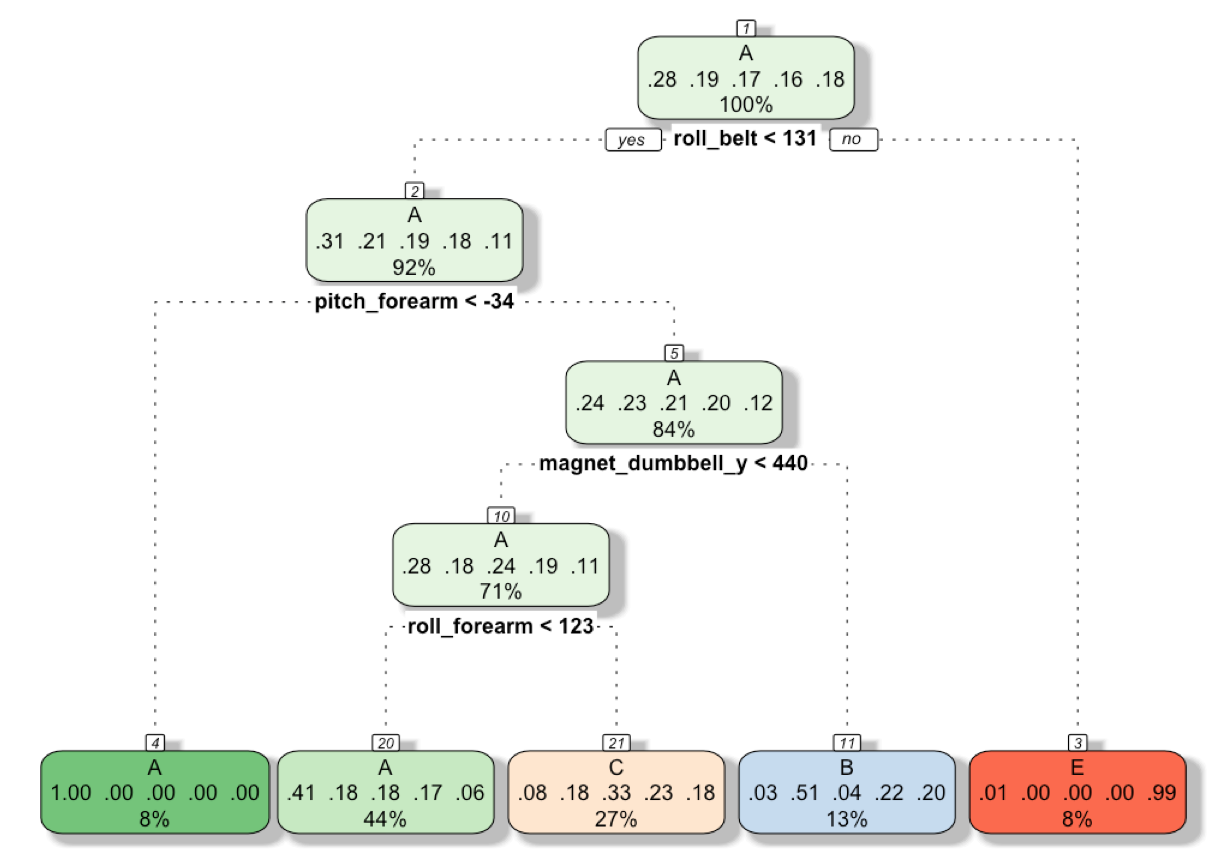 1
A
.28 .19 .17 .16 .18
100%
yes roll_belt < 131 no
2
A
.31 .21 .19 .18 .11
92%
pitch_forearm < -34
5
A
.24 .23 .21 .20 .12
84%
magnet_dumbbell_y < 440
10
A
.28 .18 .24 .19 .11
71%
roll_forearm < 123
4
A
1.00 .00 .00 .00 .00
8%
20
A
.41 .18 .18 .17 .06
44%
21
C
.08 .18 .33 .23 .18
27%
11
B
.03 .51 .04 .22 .20
13%
3
E
.01 .00 .00 .00 .99
8%